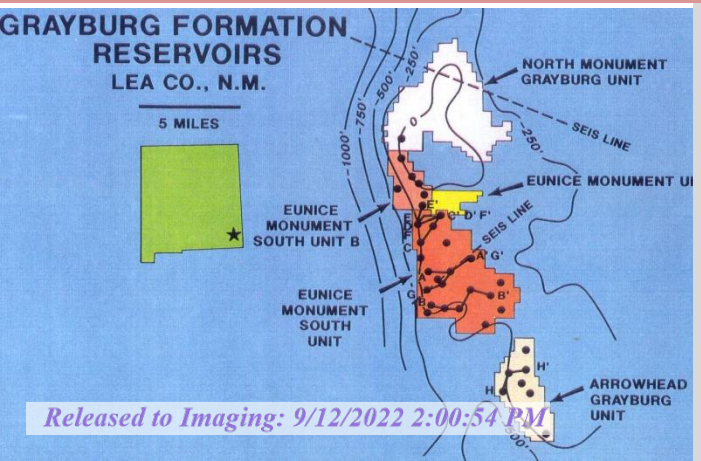 GRAYBURG FORMATION
RESERVOIRS
LEA CO., N.M.
5 MILES
-1000'
-750'
-500'
-250'
0
NORTH MONUMENT
GRAYBURG UNIT
SEIS LINE
-250'
EUNICE MONUMENT U
EUNICE
MONUMENT
SOUTH UNIT B
E'
E
D
F
C
C' D' F'
SEIS LINE
A
A' G'
G
B
B'
EUNICE
MONUMENT
SOUTH
UNIT
H
H'
ARROWHEAD
GRAYBURG
UNIT
Released to Imaging: 9/12/2022 2:00:54 PM
500'